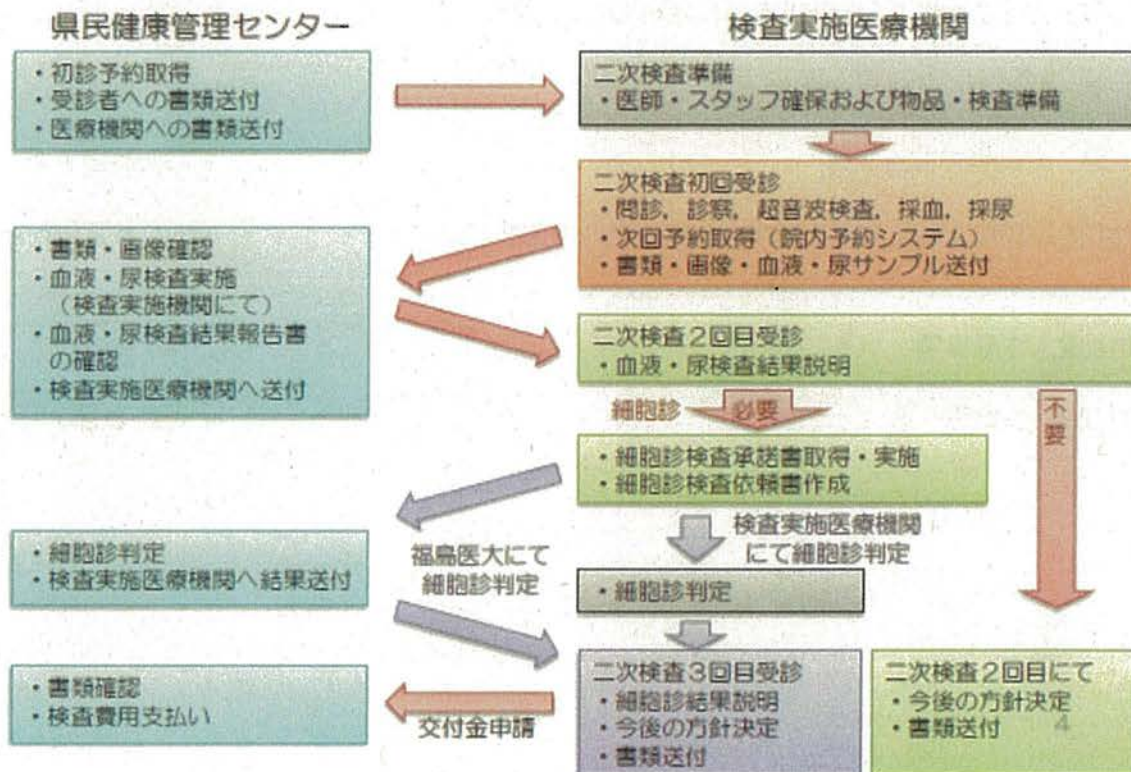 県民健康管理センター
検査実施医療機関
・初診予約取得
・受診者への書類送付
・医療機関への書類送付
二次検査準備
・医師・スタッフ確保および物品・検査準備
二次検査初回受診
・問診，診察，超音波検査，採血，採尿
・次回予約取得（院内予約システム）
・書類・画像・血液・尿サンプル送付
・書類・画像確認
・血液・尿検査実施
（検査実施機関にて）
・血液・尿検査結果報告書
の確認
・検査実施医療機関へ送付
二次検査２回目受診
・血液・尿検査結果説明
細胞診
必要
不要
・細胞診検査承諾書取得・実施
・細胞診検査依頼書作成
検査実施医療機関
にて細胞診判定
・細胞診判定
・検査実施医療機関へ結果送付
福島医大にて
細胞診判定
・細胞診判定
・書類確認
・検査費用支払い
交付金申請
二次検査３回目受診
・細胞診結果説明
・今後の方針決定
・書類送付
二次検査２回目にて
・今後の方針決定
・書類送付
4